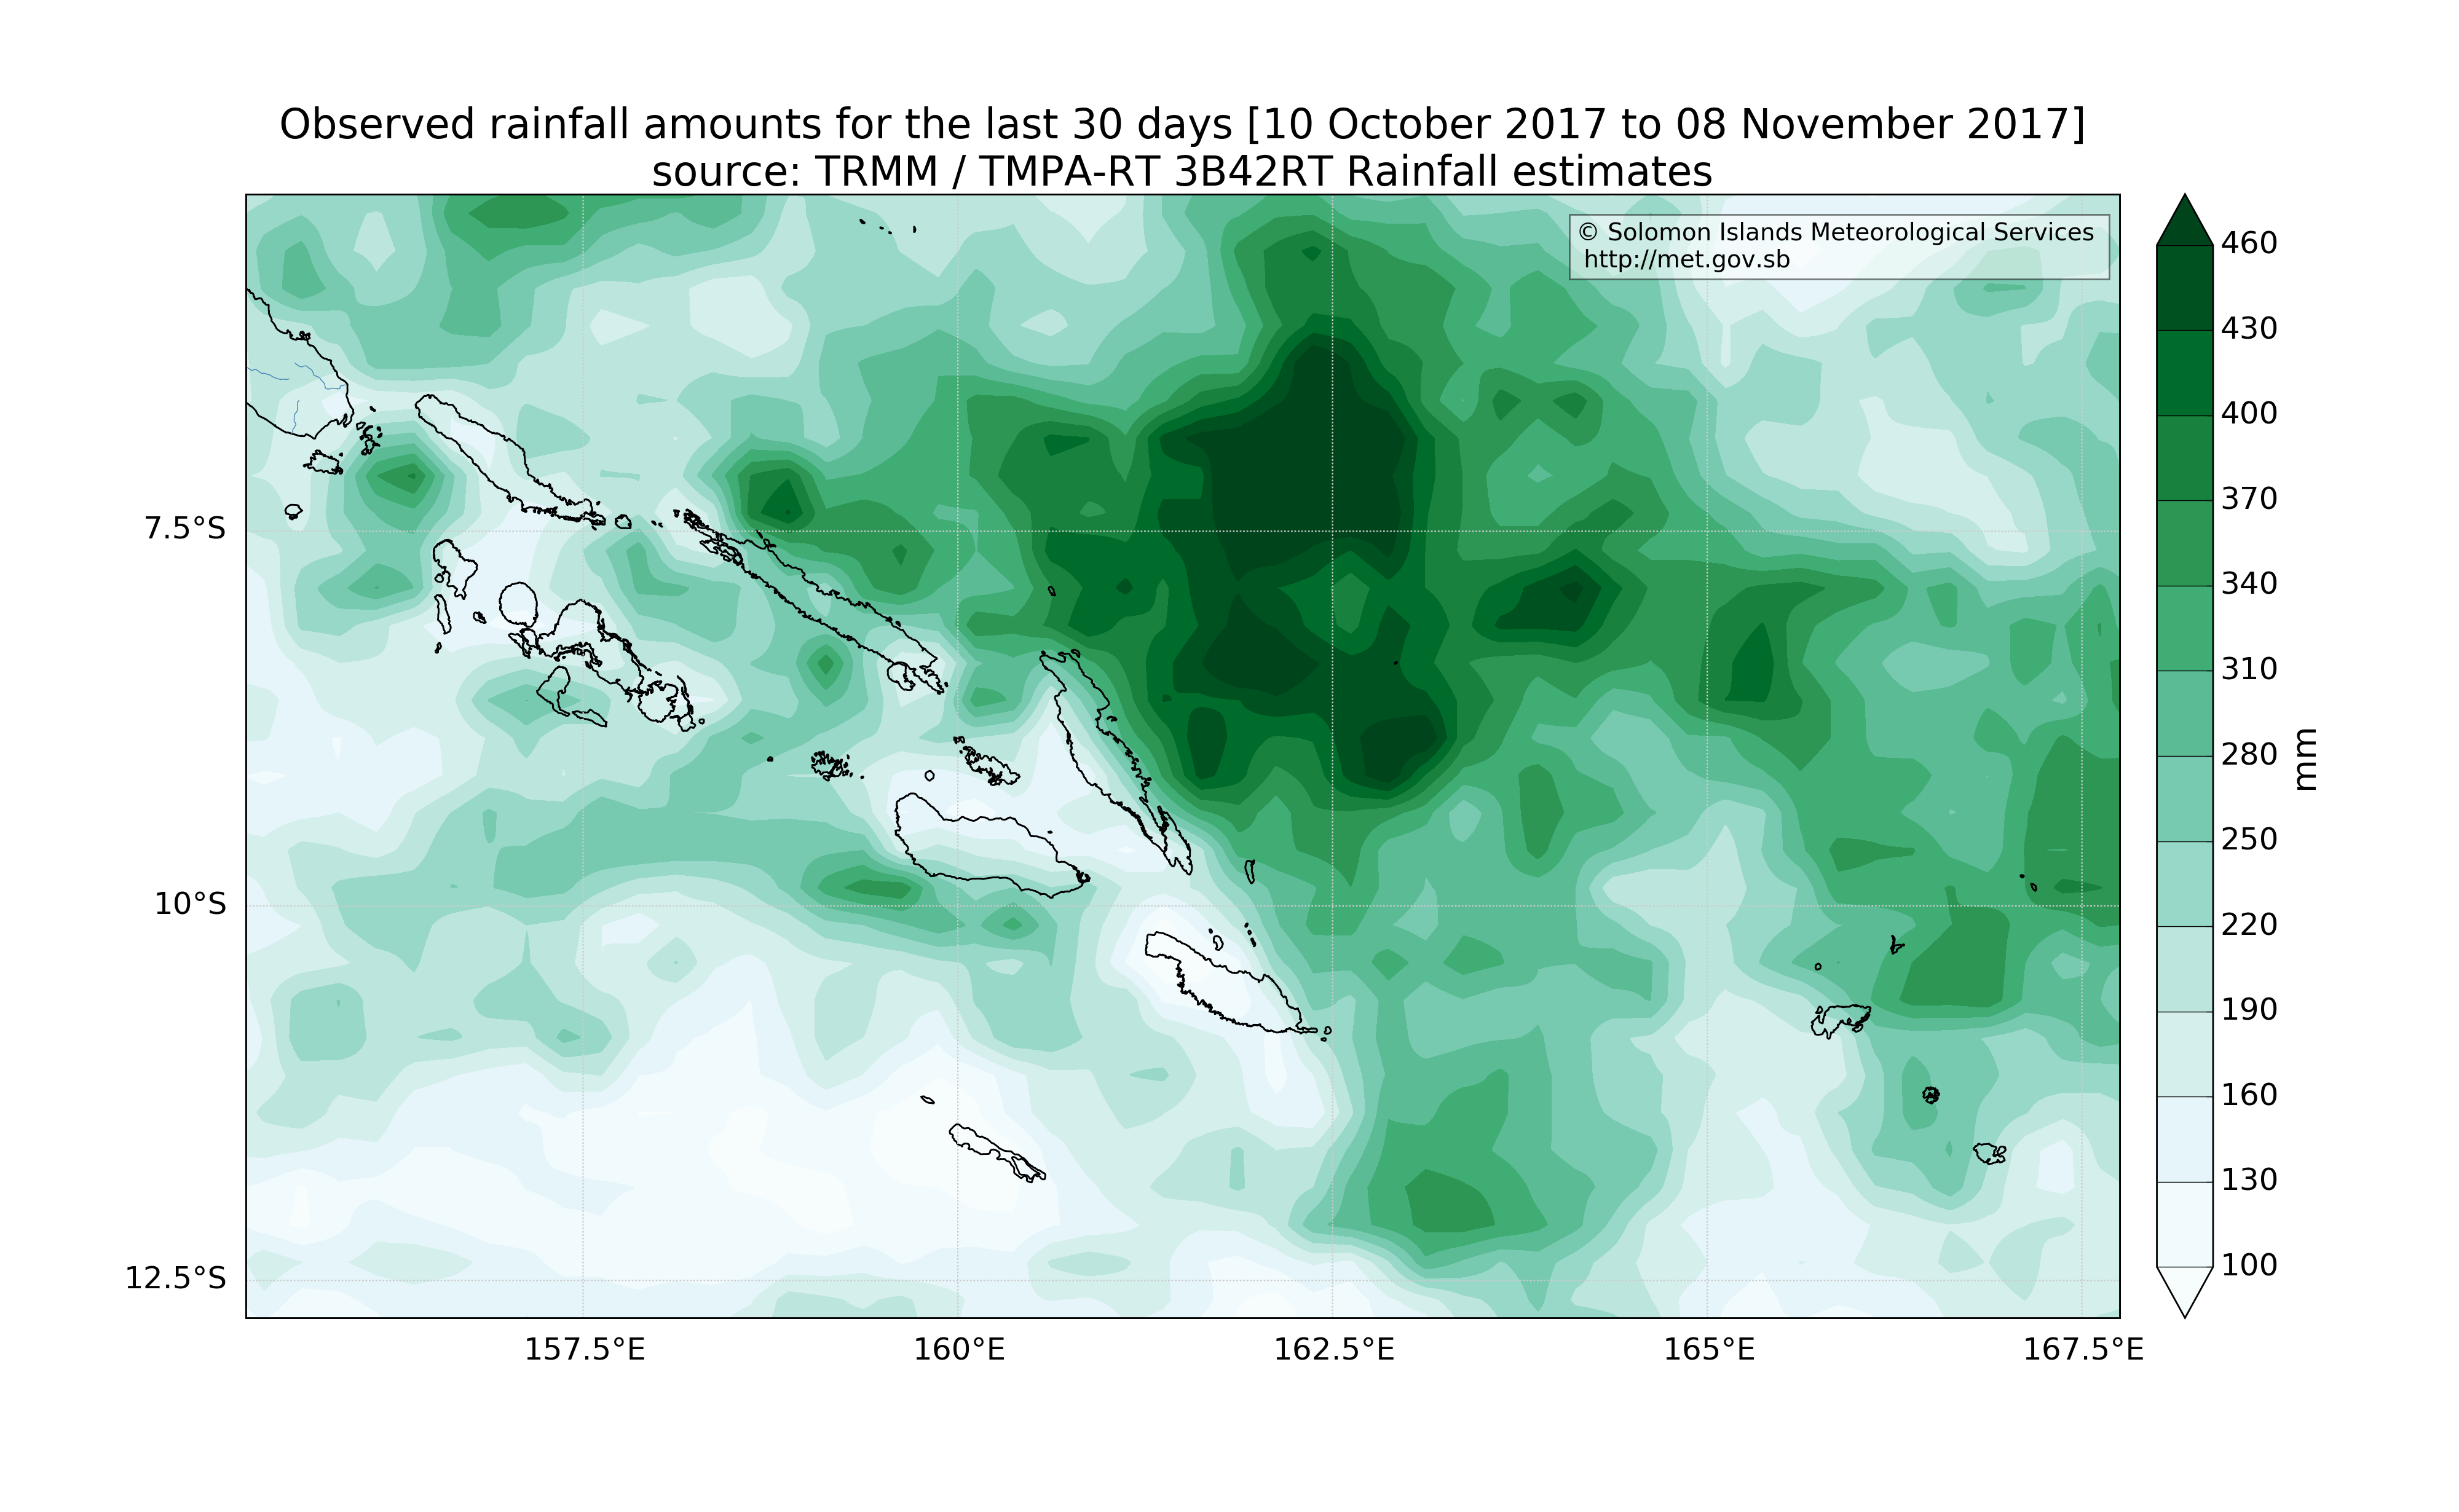 Observed rainfall amounts for the last 30 days [10 October 2017 to 08 November 2017]
source: TRMM / TMPA-RT 3B42RT Rainfall estimates
© Solomon Islands Meteorological Services
http://met.gov.sb
7.5°S
10°S
12.5°S
157.5°E
160°E
162.5°E
165°E
167.5°E
460
430
400
370
340
310
280
250
220
190
160
130
100
mm